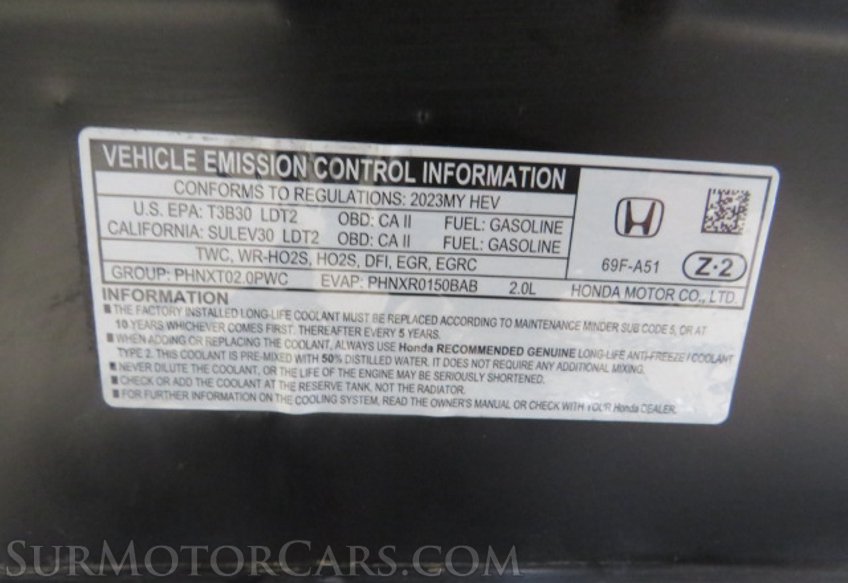 VEHICLE EMISSION CONTROL INFORMATION
CONFORMS TO REGULATIONS: 2023MY HEV
U.S. EPA: T3B30 LDT2 OBD: CA II FUEL: GASOLINE
CALIFORNIA: SULEV30 LDT2 OBD: CA II FUEL: GASOLINE
TWC, WR-HO2S, HO2S, DFI, EGR, EGRC
GROUP: PHNXT02.0PWC EVAP: PHNXR0150BAB 2.0L
69F-A51 Z·2
HONDA MOTOR CO., LTD.
INFORMATION
■ THE FACTORY INSTALLED LONG-LIFE COOLANT MUST BE REPLACED ACCORDING TO MAINTENANCE MINDER SUB CODE 5, OR AT
10 YEARS WHICHEVER COMES FIRST. THEREAFTER EVERY 5 YEARS.
■ WHEN ADDING OR REPLACING THE COOLANT, ALWAYS USE Honda RECOMMENDED GENUINE LONG-LIFE ANTI-FREEZE / COOLANT
TYPE 2. THIS COOLANT IS PRE-MIXED WITH 50% DISTILLED WATER. IT DOES NOT REQUIRE ANY ADDITIONAL MIXING.
■ NEVER DILUTE THE COOLANT, OR THE LIFE OF THE ENGINE MAY BE SERIOUSLY SHORTENED.
■ CHECK OR ADD THE COOLANT AT THE RESERVE TANK, NOT THE RADIATOR.
■ FOR FURTHER INFORMATION ON THE COOLING SYSTEM, READ THE OWNER'S MANUAL OR CHECK WITH YOUR Honda DEALER.
SURMOTORCARS.COM